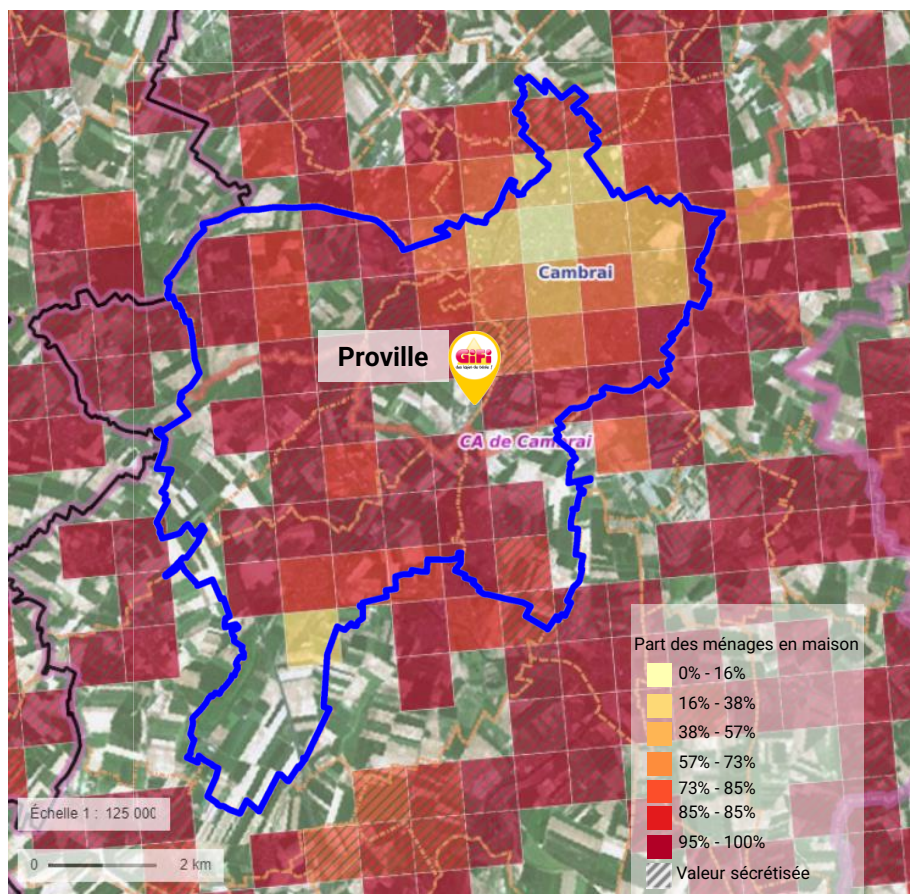 Cambrai
Proville
GiFi
CA de Cambrai
Part des ménages en maison
0% - 16%
16% - 38%
38% - 57%
57% - 73%
73% - 85%
85% - 85%
95% - 100%
Valeur sécrétisée
Échelle 1 : 125 000
0 2 km